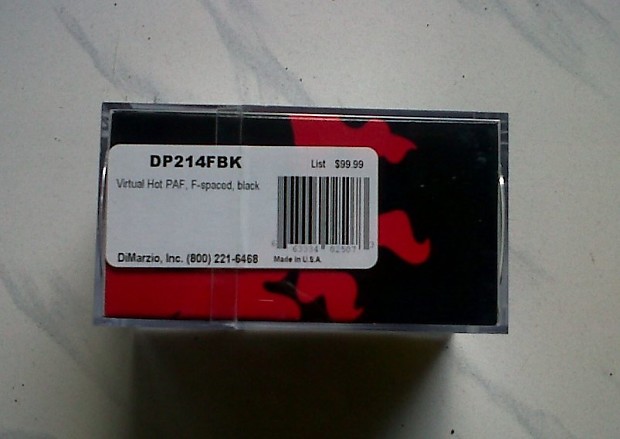 DP214FBK
List $99.99
Virtual Hot PAF, F-spaced, black
DiMarzio, Inc. (800) 221-6468
Made in U.S.A.